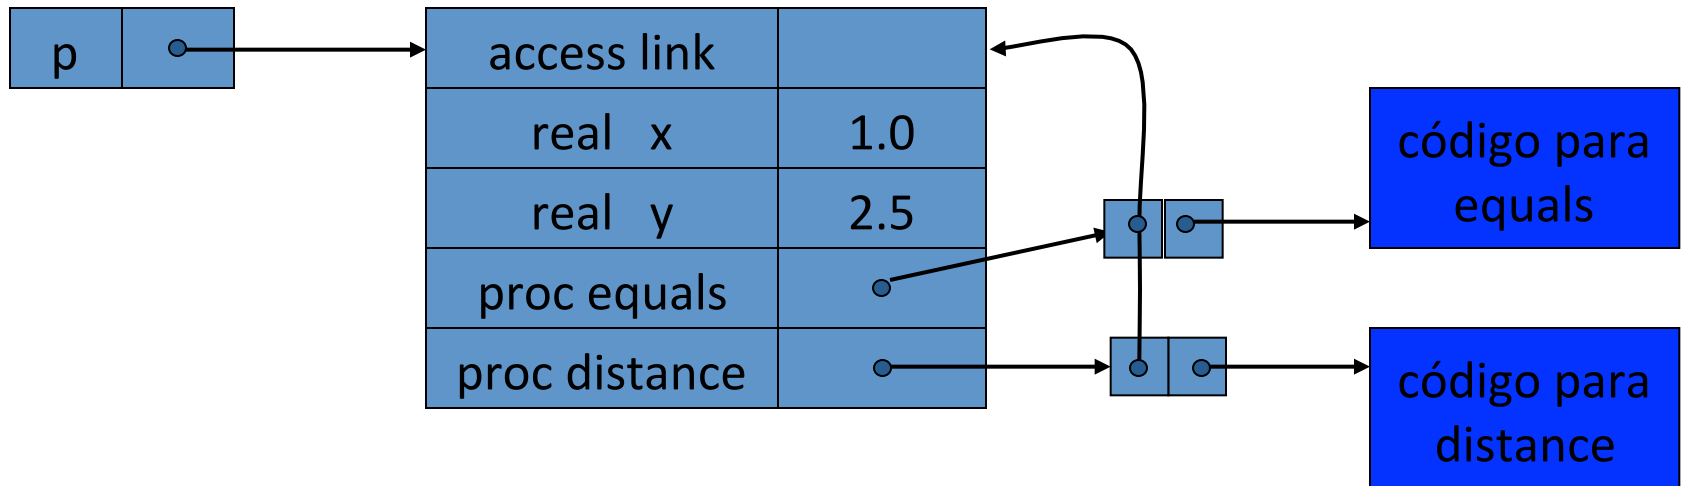 p
access link
real x 1.0
real y 2.5
proc equals
proc distance
código para
equals
código para
distance